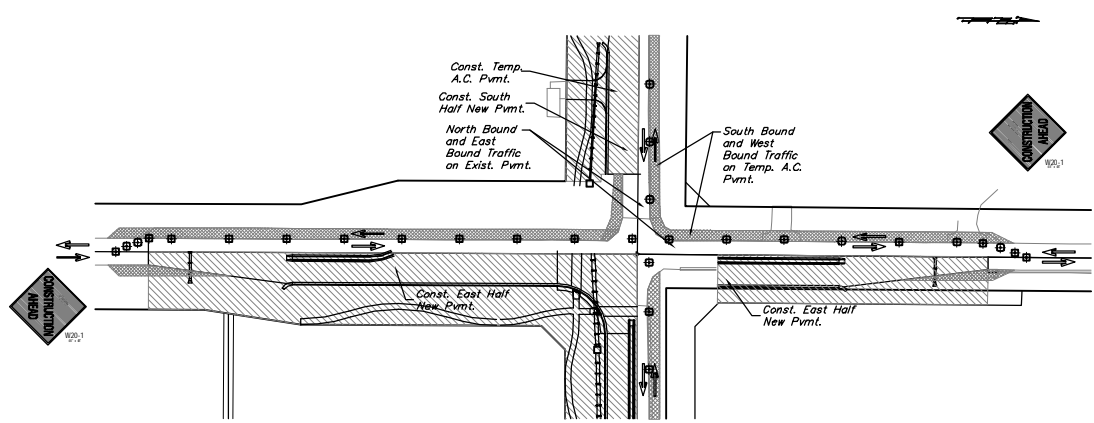 Const. Temp.
A.C. Pvmt.
Const. South
Half New Pvmt.
North Bound
and East
Bound Traffic
on Exist. Pvmt.
South Bound
and West
Bound Traffic
on Temp. A.C.
Pvmt.
CONSTRUCTION
AHEAD
W20-1
CONSTRUCTION
AHEAD
W20-1
Const. East Half
New Pvmt.
Const. East Half
New Pvmt.